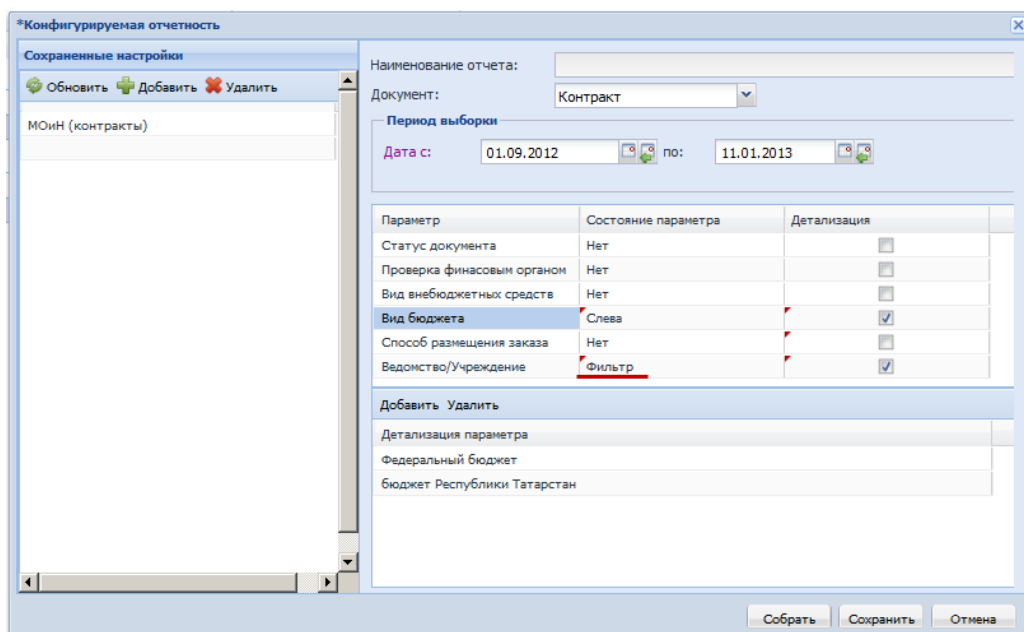 *Конфигурируемая отчетность
Сохраненные настройки
Обновить Добавить Удалить
МОиН (контракты)
Наименование отчета:
Документ: Контракт
Период выборки
Дата с: 01.09.2012 по: 11.01.2013
Параметр Состояние параметра Детализация
Статус документа Нет
Проверка финасовым органом Нет
Вид внебюджетных средств Нет
Вид бюджета Слева
Способ размещения заказа Нет
Ведомство/Учреждение Фильтр
Добавить Удалить
Детализация параметра
Федеральный бюджет
бюджет Республики Татарстан
Собрать Сохранить Отмена